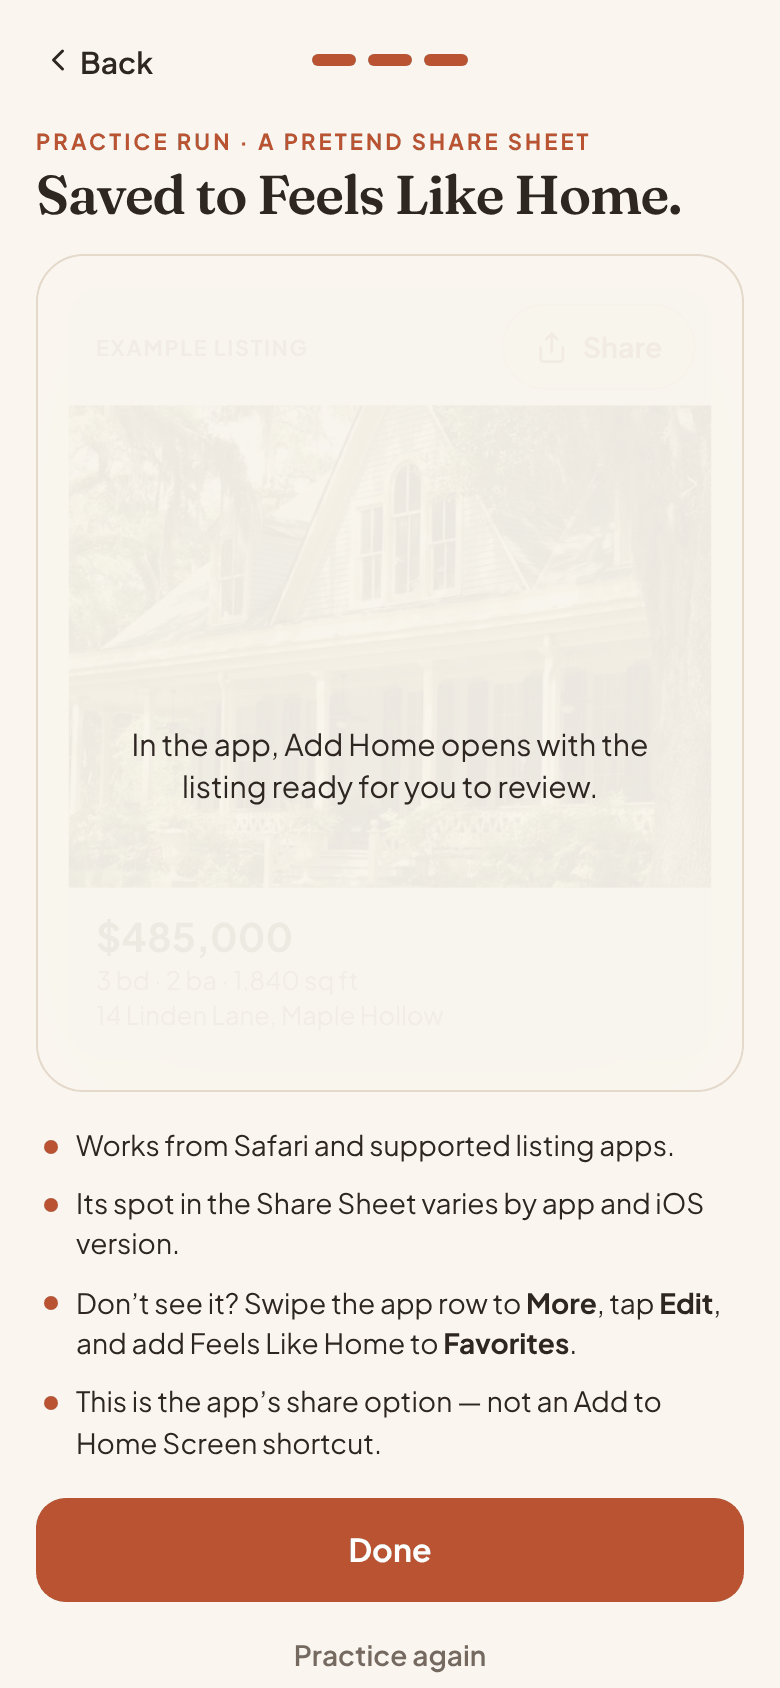 Back
PRACTICE RUN · A PRETEND SHARE SHEET
Saved to Feels Like Home.
EXAMPLE LISTING
Share
In the app, Add Home opens with the
listing ready for you to review.
$485,000
3 bd · 2 ba · 1,840 sq ft
14 Linden Lane, Maple Hollow
Works from Safari and supported listing apps.
Its spot in the Share Sheet varies by app and iOS
version.
Don’t see it? Swipe the app row to More, tap Edit,
and add Feels Like Home to Favorites.
This is the app’s share option — not an Add to
Home Screen shortcut.
Done
Practice again